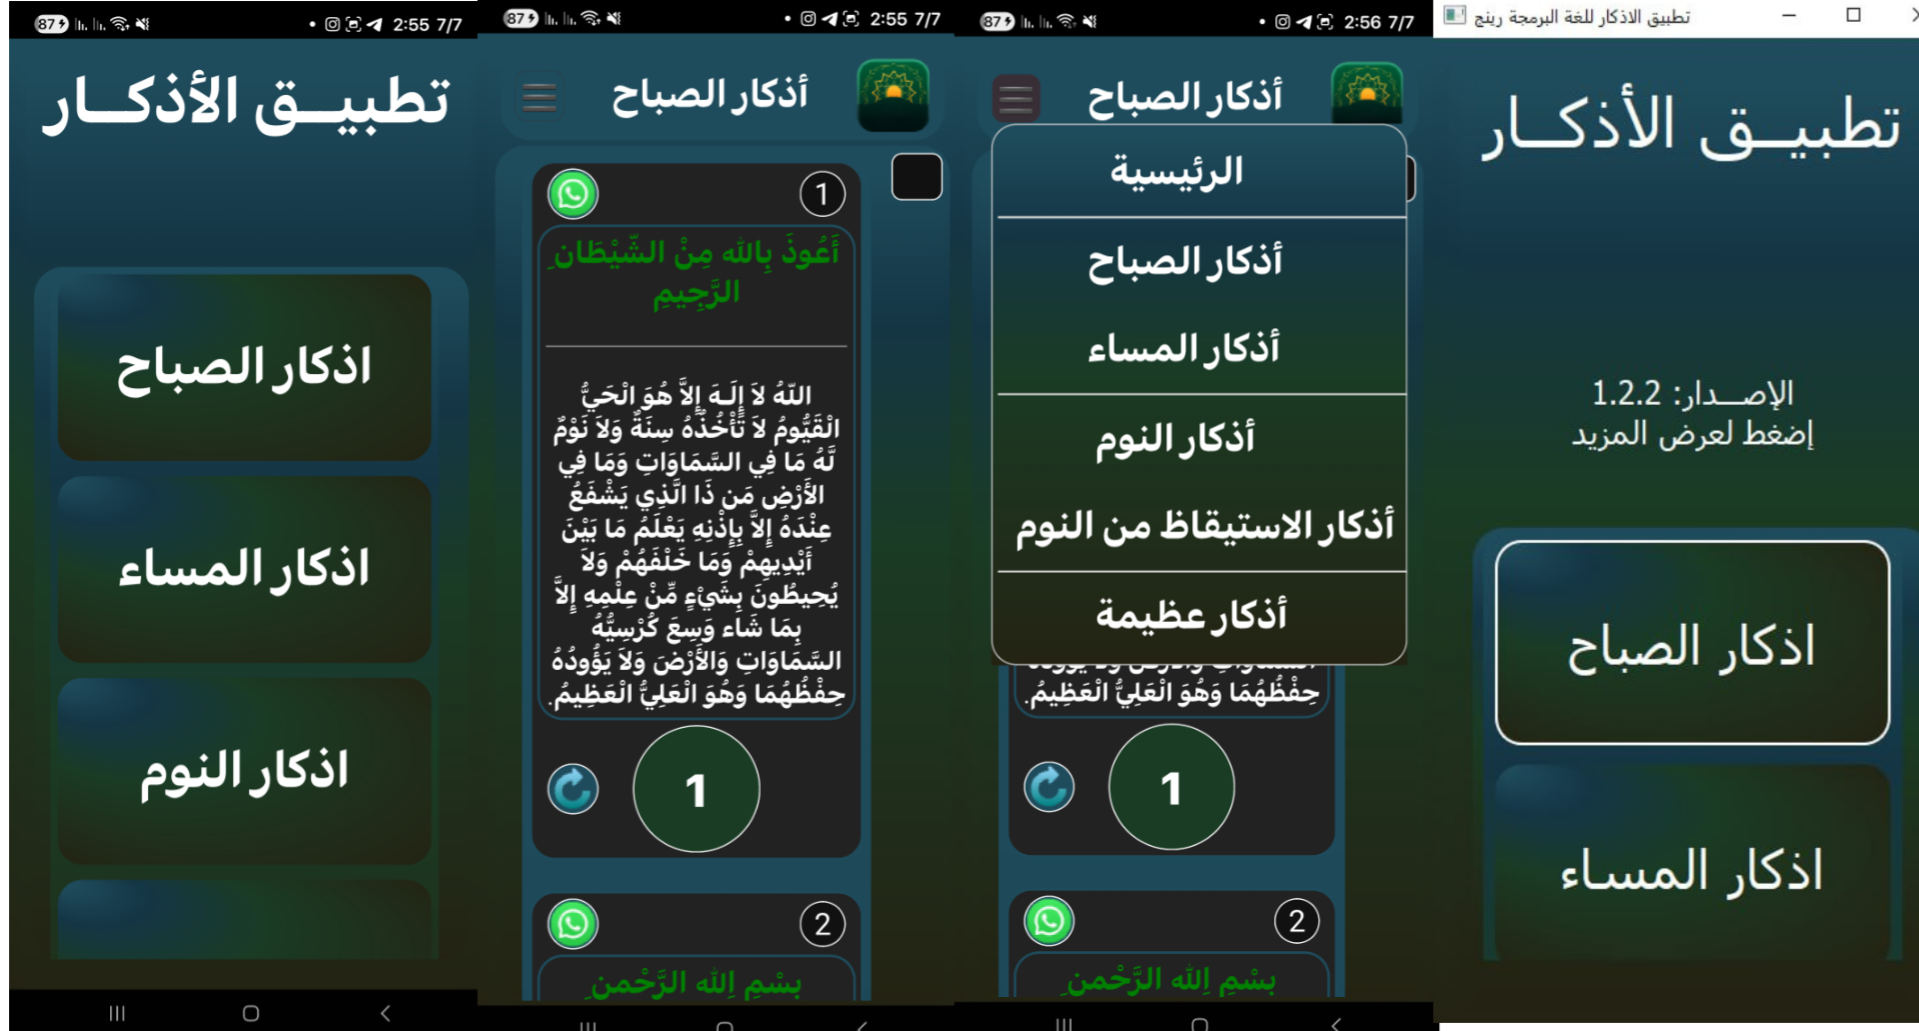 87
2:55 7/7
تطبيــق الأذكــار
اذكار الصباح
اذكار المساء
اذكار النوم
87
2:55 7/7
أذكار الصباح
1
أَعُوذَ بِالله مِنْ الشَّيْطَانِ
الرَّجِيمِ
اللّهُ لاَ إِلَـهَ إِلاَّ هُوَ الْحَيُّ
الْقَيُّومُ لاَ تَأْخُذُهُ سِنَةٌ وَلاَ نَوْمٌ
لَّهُ مَا فِي السَّمَاوَاتِ وَمَا فِي
الأَرْضِ مَن ذَا الَّذِي يَشْفَعُ
عِنْدَهُ إِلاَّ بِإِذْنِهِ يَعْلَمُ مَا بَيْنَ
أَيْدِيهِمْ وَمَا خَلْفَهُمْ وَلاَ
يُحِيطُونَ بِشَيْءٍ مِّنْ عِلْمِهِ إِلاَّ
بِمَا شَاء وَسِعَ كُرْسِيُّهُ
السَّمَاوَاتِ وَالأَرْضَ وَلاَ يَؤُودُهُ
حِفْظُهُمَا وَهُوَ الْعَلِيُّ الْعَظِيمُ.
1
2
بِسْمِ اِلله الرَّحْمنِ
87
2:56 7/7
أذكار الصباح
الرئيسية
أذكار الصباح
أذكار المساء
أذكار النوم
أذكار الاستيقاظ من النوم
أذكار عظيمة
حِفْظُهُمَا وَهُوَ الْعَلِيُّ الْعَظِيمُ.
1
2
بِسْمِ اِلله الرَّحْمنِ
تطبيق الاذكار للغة البرمجة رينج
تطبيــق الأذكــار
الإصــدار: 1.2.2
إضغط لعرض المزيد
اذكار الصباح
اذكار المساء